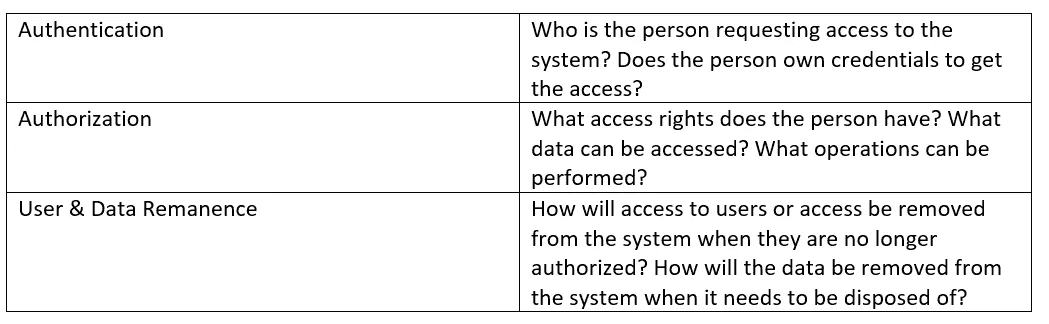 Authentication
Who is the person requesting access to the
system? Does the person own credentials to get
the access?
Authorization
What access rights does the person have? What
data can be accessed? What operations can be
performed?
User & Data Remanence
How will access to users or access be removed
from the system when they are no longer
authorized? How will the data be removed from
the system when it needs to be disposed of?